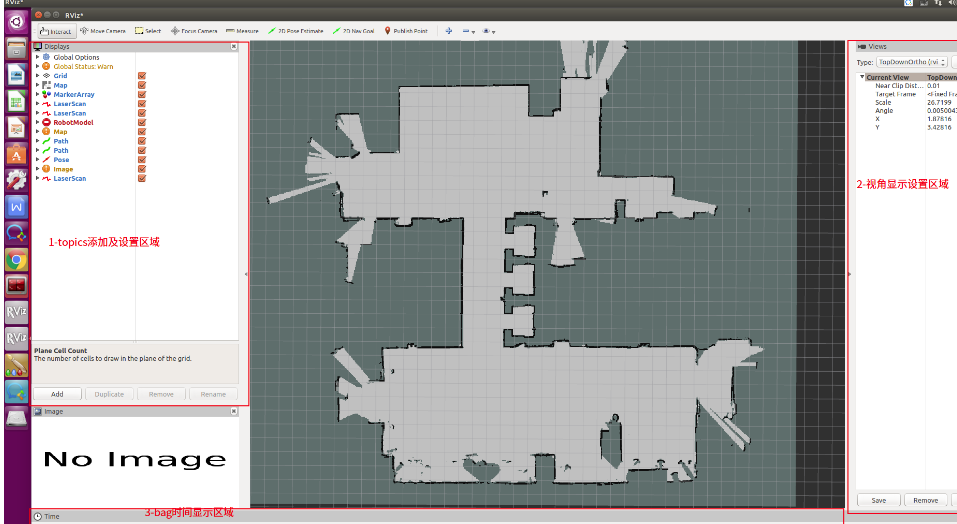 RViz*
RViz*
Interact
Move Camera
Select
Focus Camera
Measure
2D Pose Estimate
2D Nav Goal
Publish Point
Displays
Global Options
Global Status: Warn
Grid
Map
MarkerArray
LaserScan
LaserScan
RobotModel
Map
Path
Path
Pose
Image
LaserScan
1-topics添加及设置区域
Plane Cell Count
The number of cells to draw in the plane of the grid.
Add
Duplicate
Remove
Rename
Image
No Image
3-bag时间显示区域
Time
Views
Type: TopDownOrtho (rvi
Current View TopDown
Near Clip Dist... 0.01
Target Frame <Fixed Fra
Scale 26.7199
Angle 0.0050047
X 1.87816
Y 3.42816
2-视角显示设置区域
Save
Remove
RViz
RViz